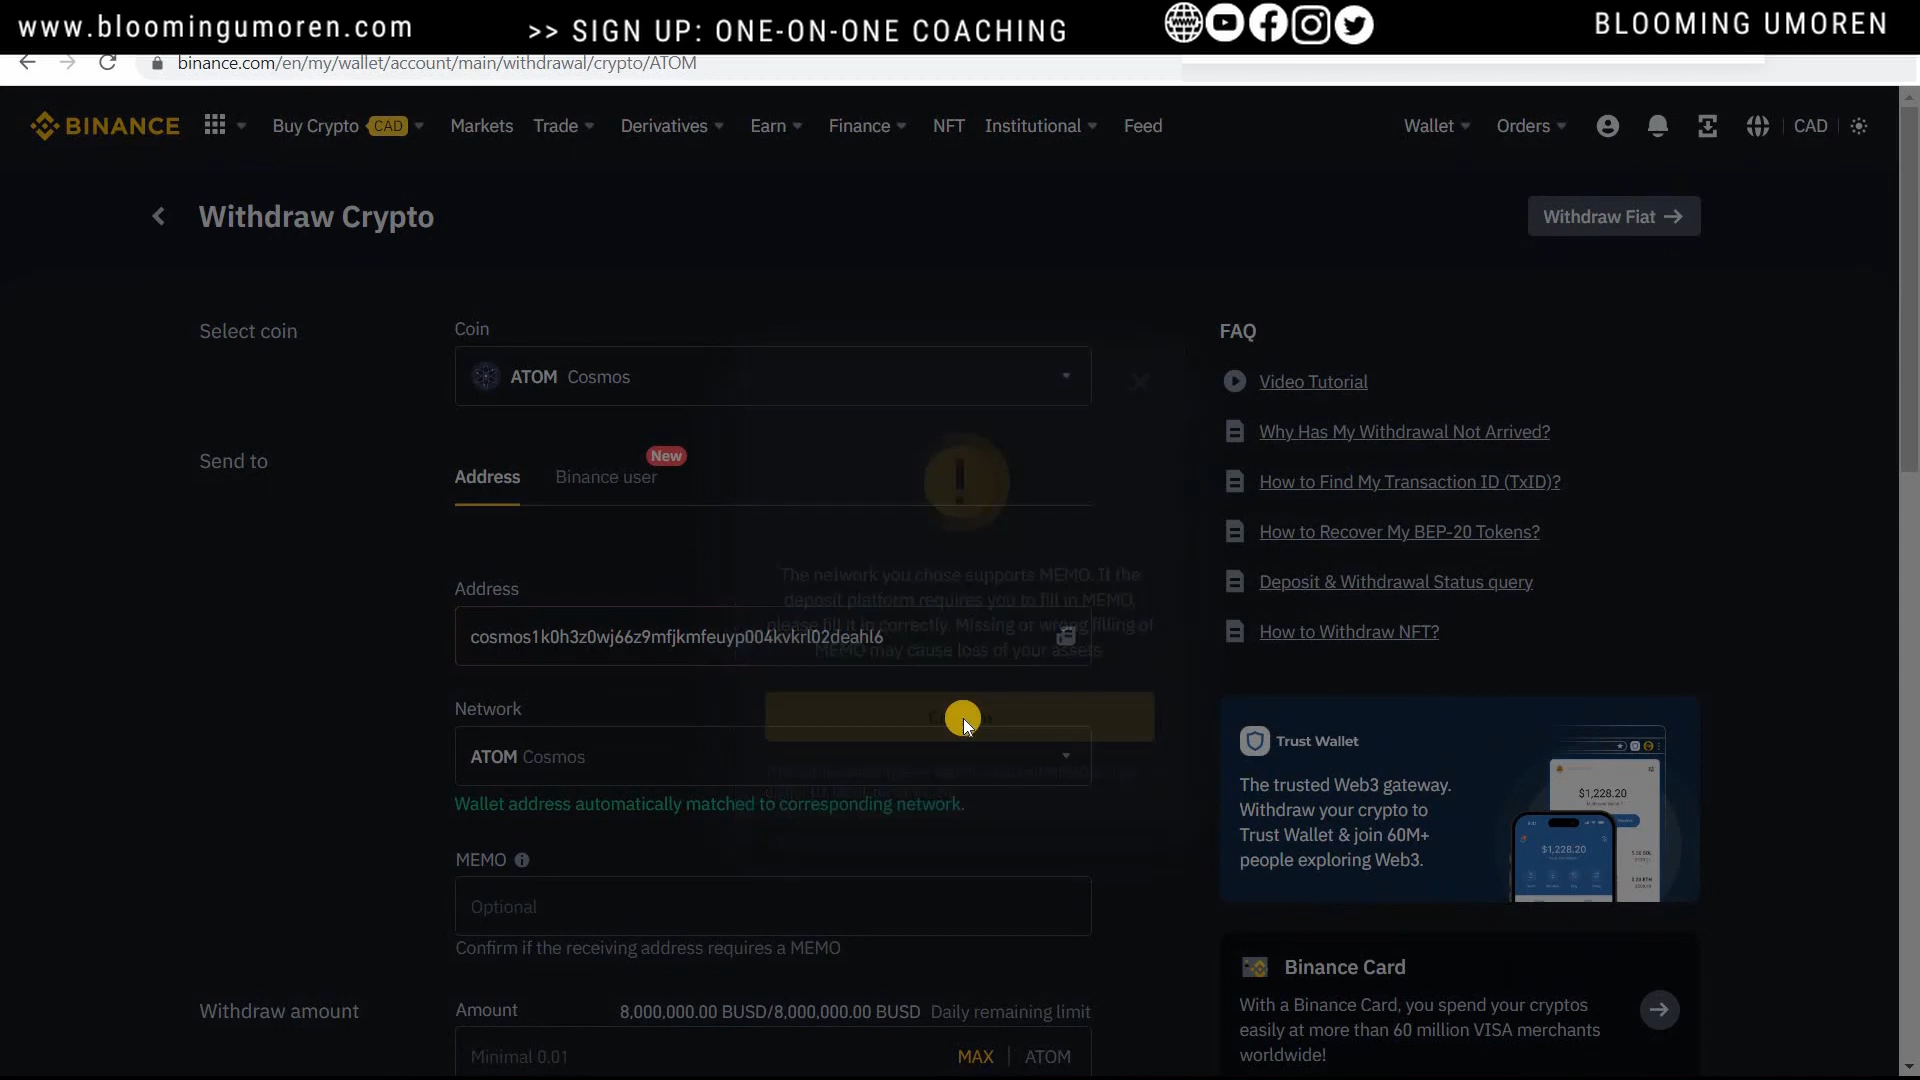 www.bloomingumoren.com
>> SIGN UP: ONE-ON-ONE COACHING
BLOOMING UMOREN
binance.com/en/my/wallet/account/main/withdrawal/crypto/ATOM
BINANCE
Buy Crypto CAD
Markets
Trade
Derivatives
Earn
Finance
NFT
Institutional
Feed
Wallet
Orders
CAD
Withdraw Crypto
Withdraw Fiat
Select coin
Coin
ATOM Cosmos
Send to
Address
Binance user
New
The network you chose supports MEMO. If the
deposit platform requires you to fill in MEMO,
please fill it in correctly. Missing or wrong filling of
MEMO may cause loss of your assets
Address
cosmos1k0h3z0wj66z9mfjkmfeuyp004kvkrl02deahl6
Network
ATOM Cosmos
Wallet address automatically matched to corresponding network.
MEMO
Optional
Confirm if the receiving address requires a MEMO
Withdraw amount
Amount
8,000,000.00 BUSD/8,000,000.00 BUSD Daily remaining limit
Minimal 0.01
MAX
ATOM
FAQ
Video Tutorial
Why Has My Withdrawal Not Arrived?
How to Find My Transaction ID (TxID)?
How to Recover My BEP-20 Tokens?
Deposit & Withdrawal Status query
How to Withdraw NFT?
Trust Wallet
The trusted Web3 gateway.
Withdraw your crypto to
Trust Wallet & join 60M+
people exploring Web3.
$1,228.20
$1,228.20
Binance Card
With a Binance Card, you spend your cryptos
easily at more than 60 million VISA merchants
worldwide!